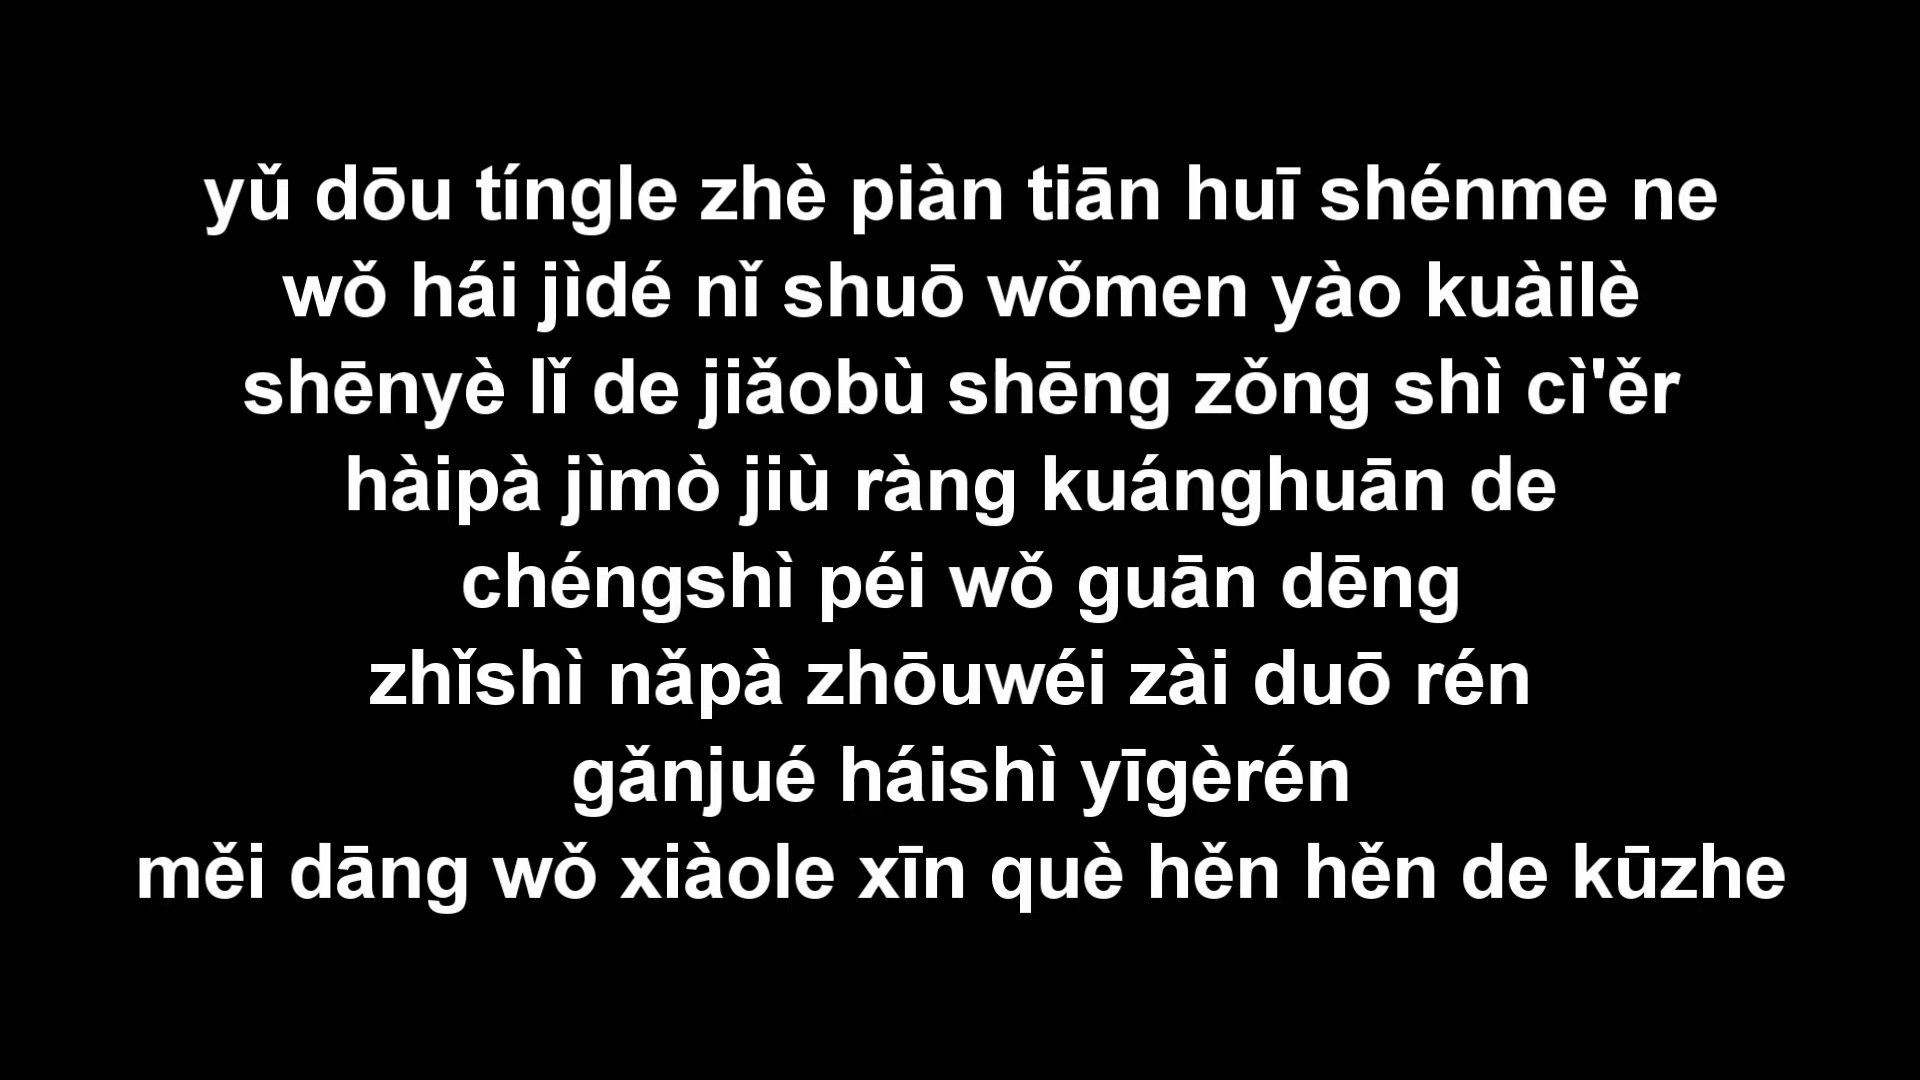 yǔ dōu tíngle zhè piàn tiān huī shénme ne
wǒ hái jìdé nǐ shuō wǒmen yào kuàilè
shēnyè lǐ de jiǎobù shēng zǒng shì cì'ěr
hàipà jìmò jiù ràng kuánghuān de
chéngshì péi wǒ guān dēng
zhǐshì nǎpà zhōuwéi zài duō rén
gǎnjué háishì yīgèrén
měi dāng wǒ xiàole xīn què hěn hěn de kūzhe